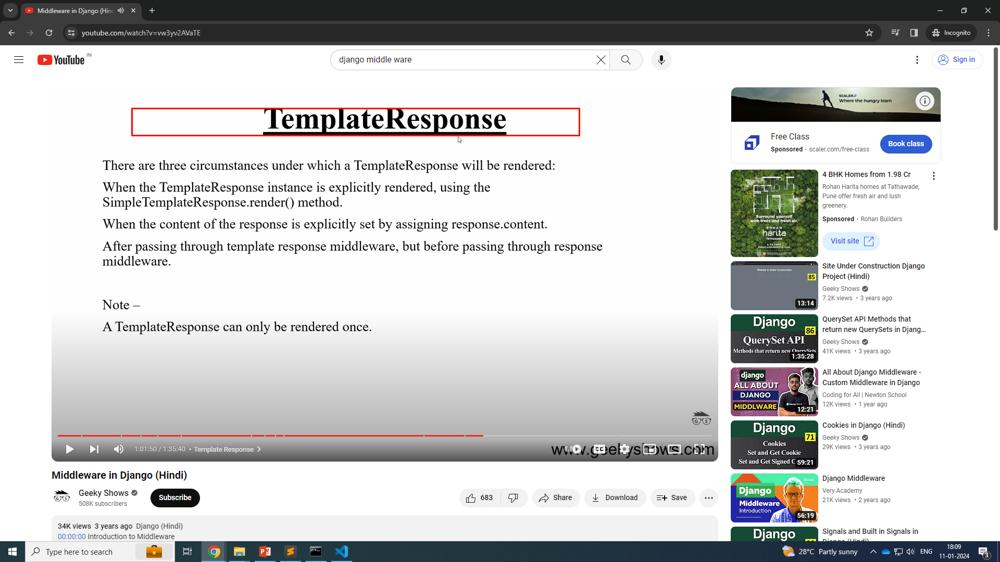 Middleware in Django (Hin
youtube.com/watch?v=vw3yv2AVaTE
Incognito
YouTube IN
django middle ware
Sign in
TemplateResponse
There are three circumstances under which a TemplateResponse will be rendered:
When the TemplateResponse instance is explicitly rendered, using the
SimpleTemplateResponse.render() method.
When the content of the response is explicitly set by assigning response.content.
After passing through template response middleware, but before passing through response
middleware.
Note –
A TemplateResponse can only be rendered once.
1:01:50 / 1:35:40 • Template Response
www.geekyshows.com
GS
Middleware in Django (Hindi)
Geeky Shows
508K subscribers
Subscribe
683
Share
Download
Save
34K views 3 years ago Django (Hindi)
00:00:00 Introduction to Middleware
SCALER
Where the hungry learn
Free Class
Sponsored · scaler.com/free-class
Book class
Surround yourself
with trees and fresh air.
ROHAN
harita
TATHAWADE
4 BHK Homes from 1.98 Cr
Rohan Harita homes at Tathawade,
Pune offer fresh air and lush
greenery.
Sponsored · Rohan Builders
Visit site
Website is Under Construction
85
13:14
Site Under Construction Django
Project (Hindi)
Geeky Shows
7.2K views • 3 years ago
Django
86
QuerySet API
Methods that return new QuerySets
1:35:28
QuerySet API Methods that
return new QuerySets in Djang...
Geeky Shows
41K views • 3 years ago
django
ALL ABOUT
DJANGO
MIDDLWARE
12:21
All About Django Middleware -
Custom Middleware in Django
Coding for All | Newton School
12K views • 1 year ago
Django
71
Cookies
Set and Get Cookie
Set and Get Signed C
59:21
Cookies in Django (Hindi)
Geeky Shows
29K views • 3 years ago
Django
Middleware
Introduction
56:19
Django Middleware
Very Academy
21K views • 2 years ago
Django
Signals and Built in Signals in
Django (Hindi)
Type here to search
28°C Partly sunny
ENG
18:09
11-01-2024
3